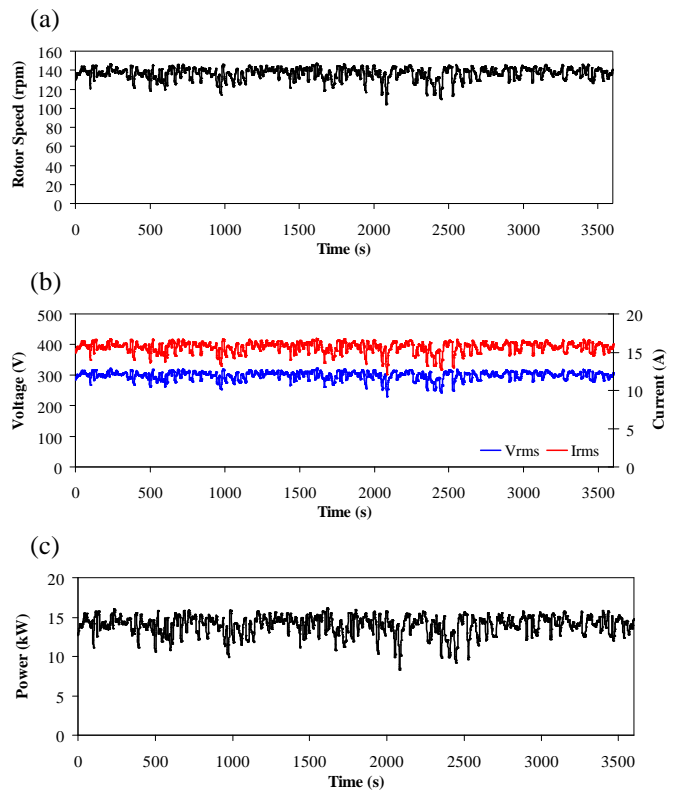 (a)
160
140
120
100
80
60
40
20
0
Rotor Speed (rpm)
0 500 1000 1500 2000 2500 3000 3500
Time (s)
(b)
500
400
300
200
100
0
Voltage (V)
20
15
10
5
0
Current (A)
Vrms Irms
0 500 1000 1500 2000 2500 3000 3500
Time (s)
(c)
20
15
10
5
0
Power (kW)
0 500 1000 1500 2000 2500 3000 3500
Time (s)